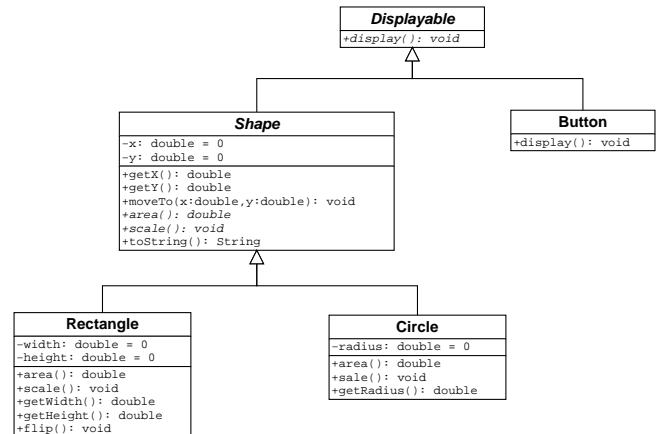 Displayable
+display(): void
Shape
-x: double = 0
-y: double = 0
+getX(): double
+getY(): double
+moveTo(x:double,y:double): void
+area(): double
+scale(): void
+toString(): String
Button
+display(): void
Rectangle
-width: double = 0
-height: double = 0
+area(): double
+scale(): void
+getWidth(): double
+getHeight(): double
+flip(): void
Circle
-radius: double = 0
+area(): double
+sale(): void
+getRadius(): double